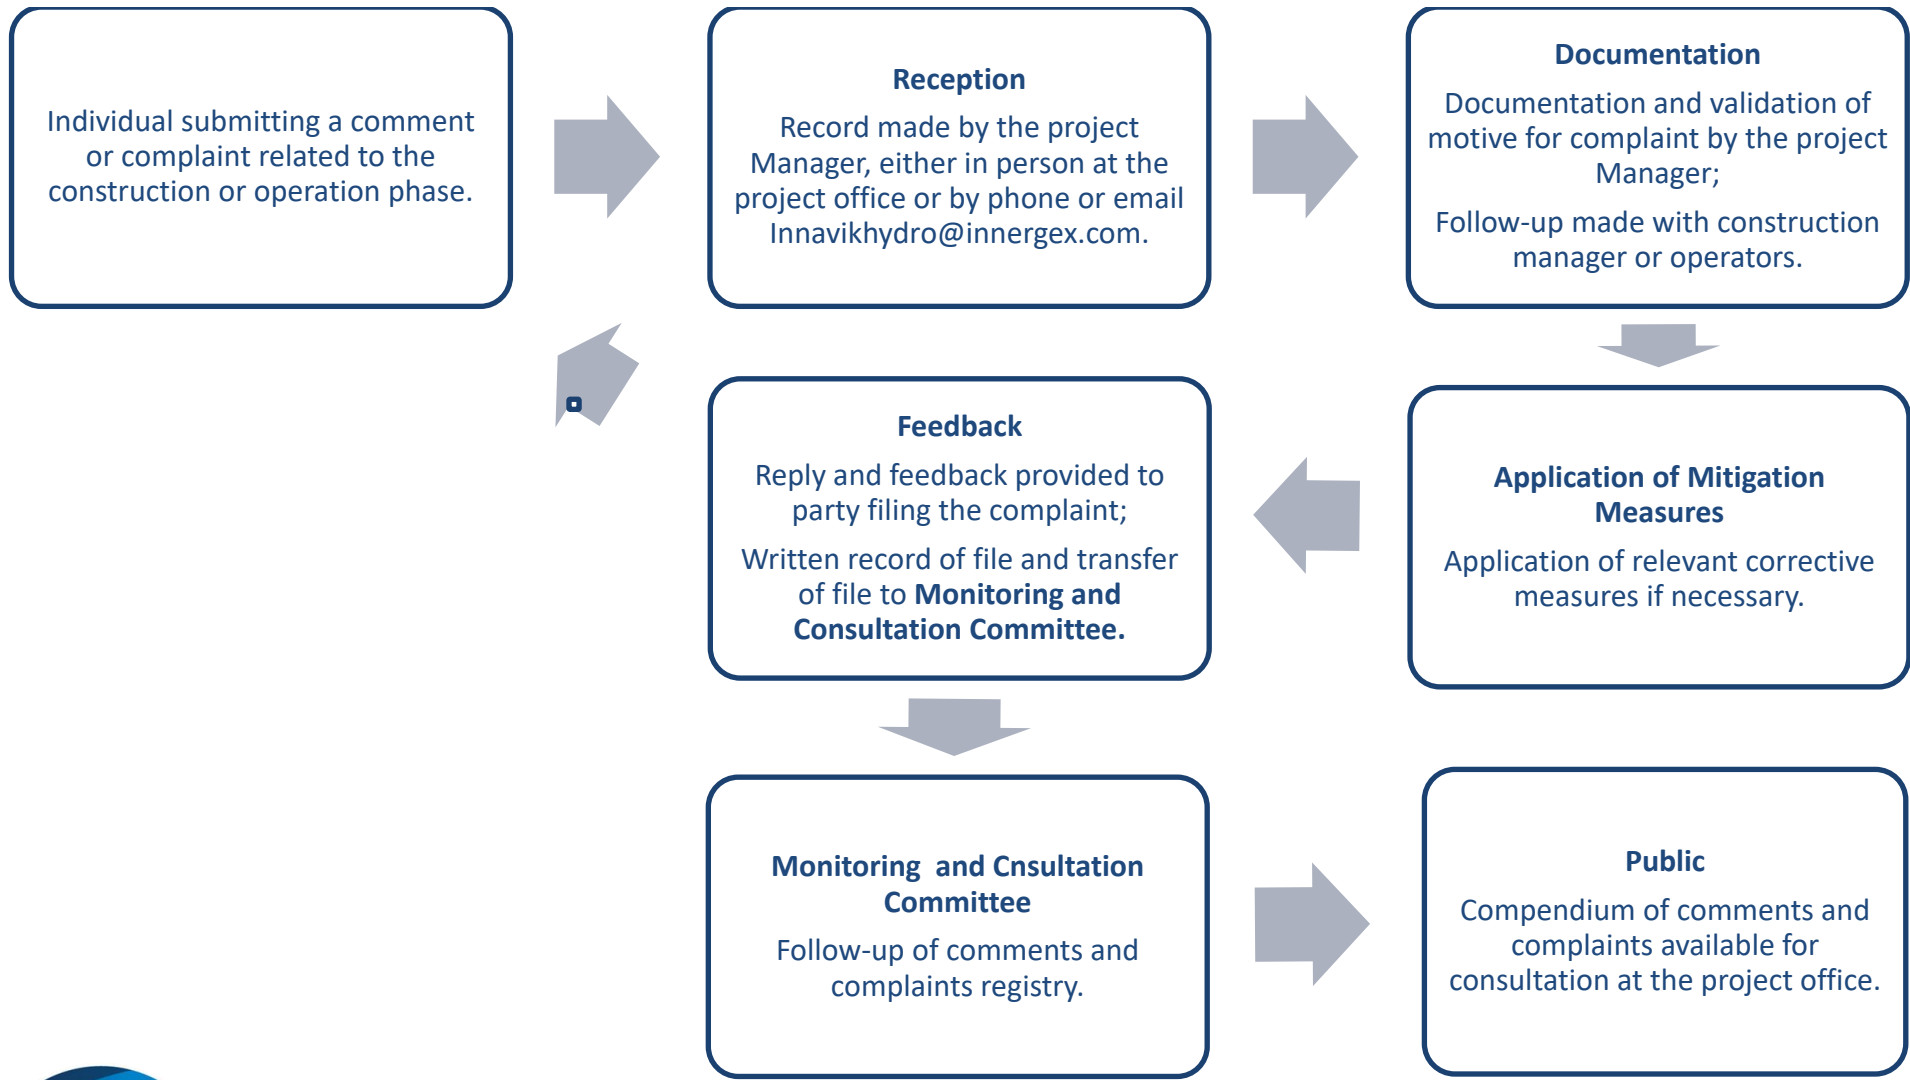 Individual submitting a comment
or complaint related to the
construction or operation phase.
Reception
Record made by the project
Manager, either in person at the
project office or by phone or email
Innavikhydro@innergex.com.
Documentation
Documentation and validation of
motive for complaint by the project
Manager;
Follow-up made with construction
manager or operators.
Application of Mitigation
Measures
Application of relevant corrective
measures if necessary.
Feedback
Reply and feedback provided to
party filing the complaint;
Written record of file and transfer
of file to Monitoring and
Consultation Committee.
Monitoring  and Cnsultation
Committee
Follow-up of comments and
complaints registry.
Public
Compendium of comments and
complaints available for
consultation at the project office.